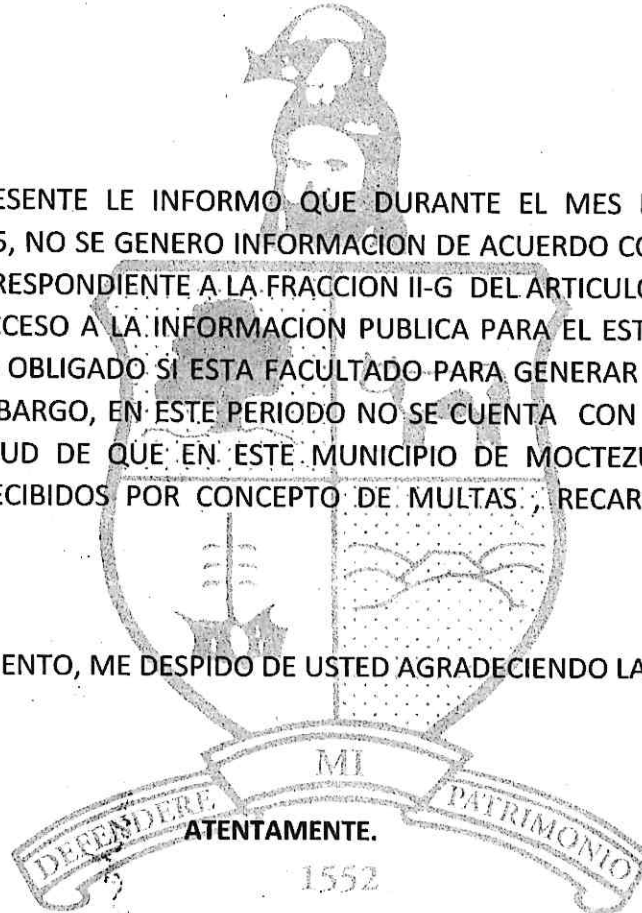 ESENTE LE INFORMO QUE DURANTE EL MES
5, NO SE GENERO INFORMACION DE ACUERDO CO
RESPONDIENTE A LA FRACCION II-G DEL ARTICULO
CCESO A LA INFORMACION PUBLICA PARA EL EST
OBLIGADO SI ESTA FACULTADO PARA GENERAR
BARGO, EN ESTE PERIODO NO SE CUENTA CON
UD DE QUE EN ESTE MUNICIPIO DE MOCTEZU
ECIBIDOS POR CONCEPTO DE MULTAS , RECAR
ENTO, ME DESPIDO DE USTED AGRADECIENDO LA
DEFENDERE MI PATRIMONIO
ATENTAMENTE.
1552